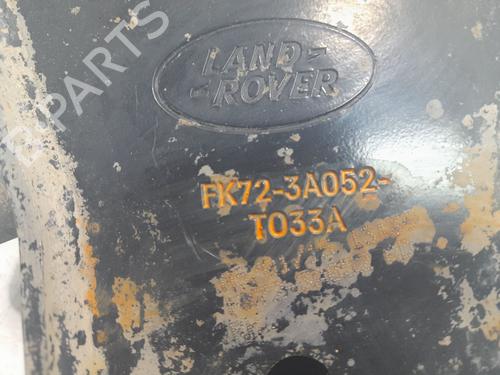 B-PARTS
LAND-
-ROVER
FK72-3A052-
T033A